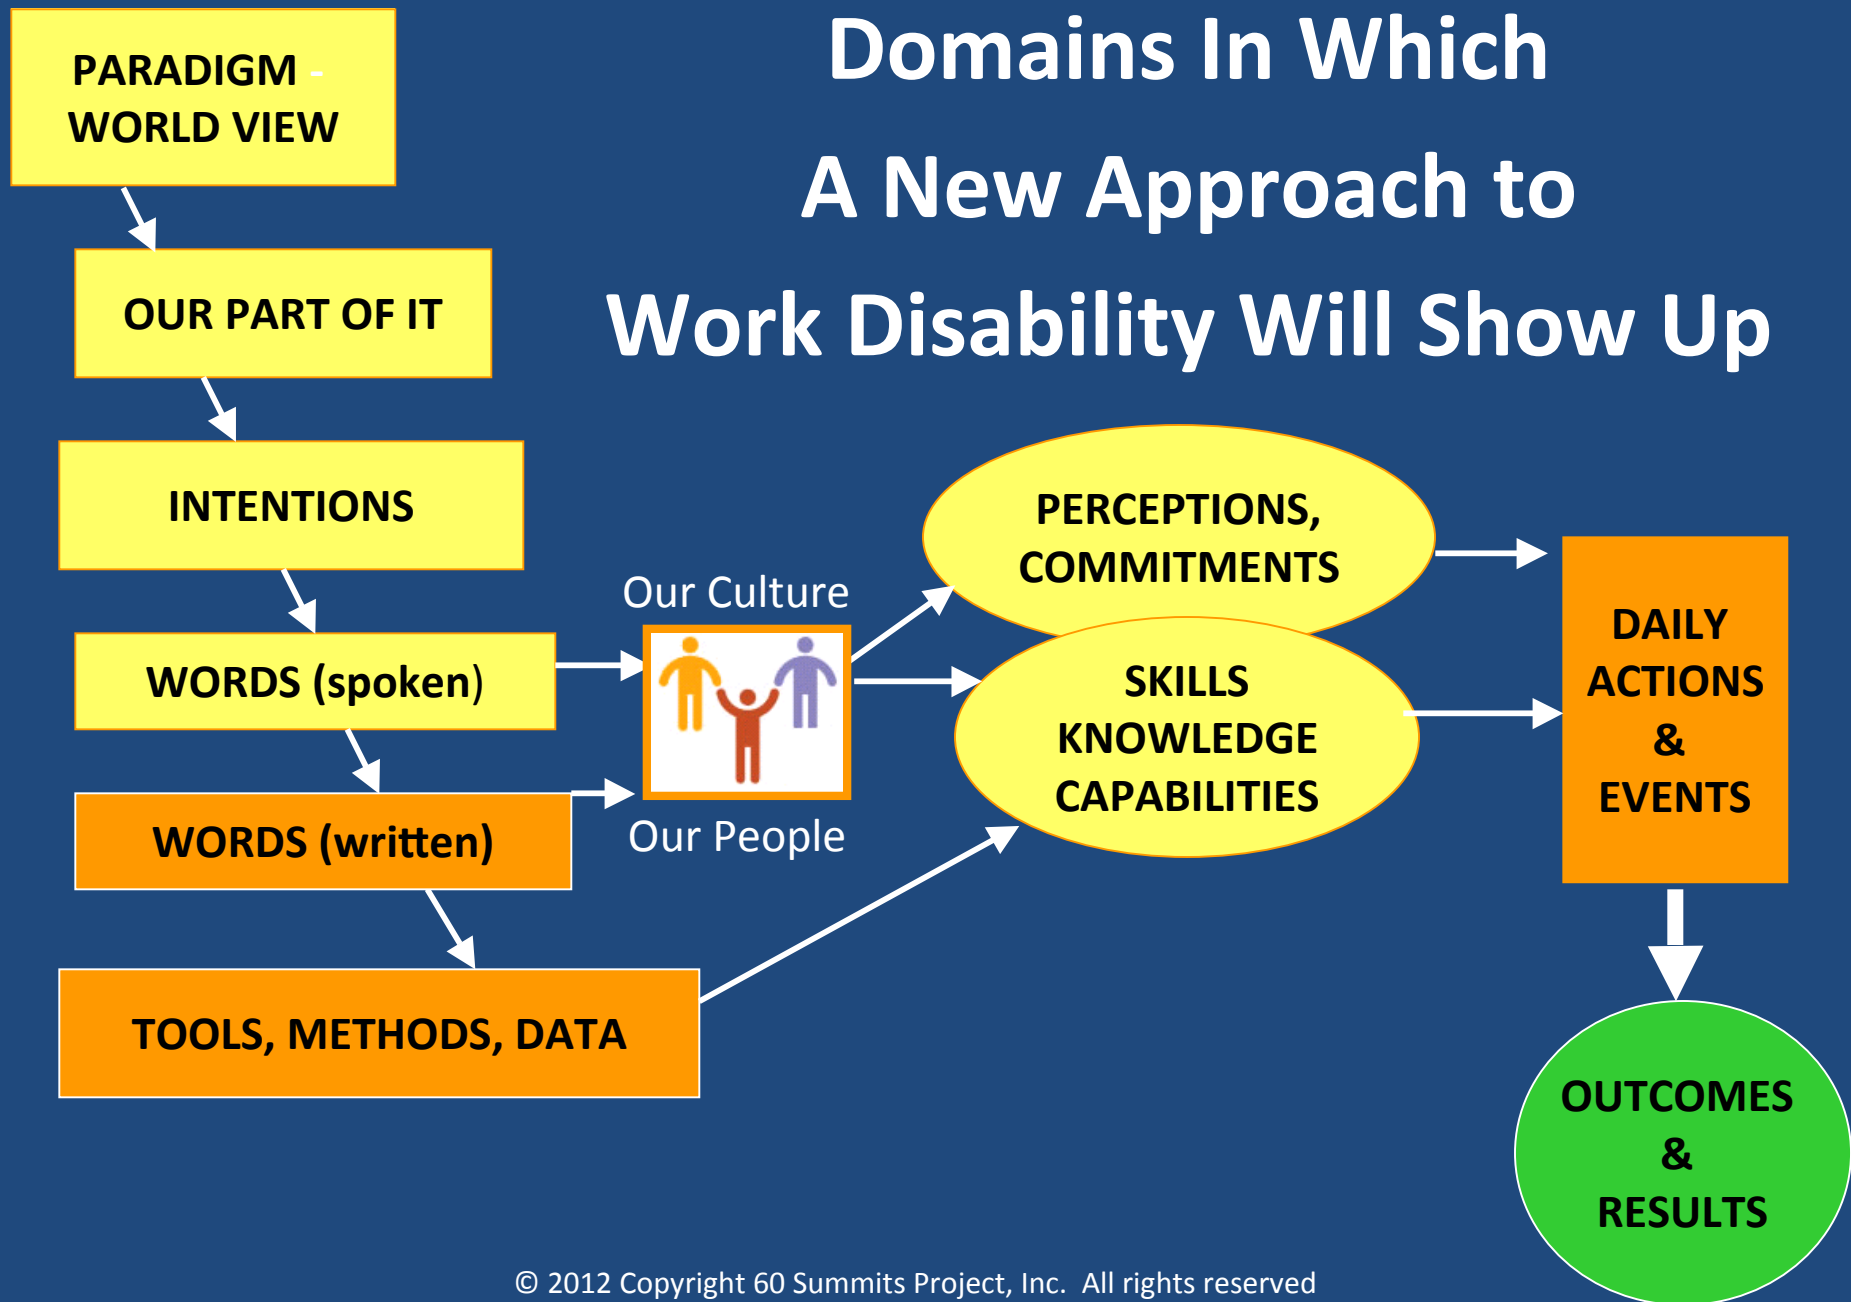 Domains In Which
A New Approach to
Work Disability Will Show Up
PARADIGM -
WORLD VIEW
OUR PART OF IT
INTENTIONS
WORDS (spoken)
WORDS (written)
TOOLS, METHODS, DATA
Our Culture
Our People
PERCEPTIONS,
COMMITMENTS
SKILLS
KNOWLEDGE
CAPABILITIES
DAILY
ACTIONS
&
EVENTS
OUTCOMES
&
RESULTS
© 2012 Copyright 60 Summits Project, Inc.  All rights reserved